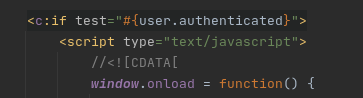 <c:if test="#{user.authenticated}">
<script type="text/javascript">
//<![CDATA[
window.onload = function() {